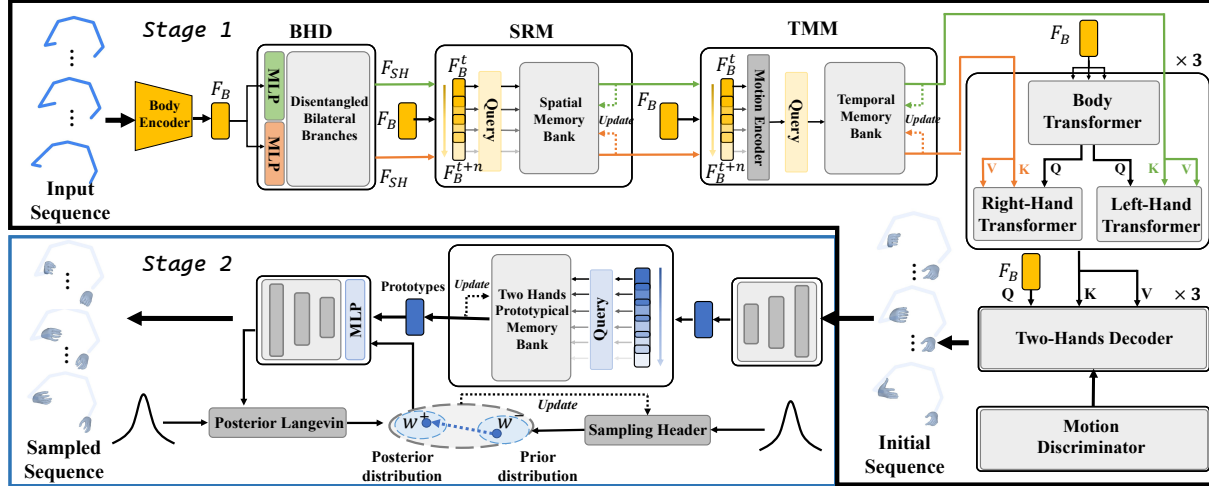 Stage 1
Input
Sequence
Body
Encoder
F_B
BHD
MLP
MLP
Disentangled
Bilateral
Branches
F_SH
F_B
F_SH
SRM
F_B^t
F_B^{t+n}
Query
Spatial
Memory
Bank
Update
F_B
TMM
F_B^t
F_B^{t+n}
Motion Encoder
Query
Temporal
Memory
Bank
Update
F_B
× 3
Body
Transformer
V
K
Q
Q
K
V
Right-Hand
Transformer
Left-Hand
Transformer
F_B
Q
K
V
× 3
Two-Hands Decoder
Motion
Discriminator
Initial
Sequence
Stage 2
Sampled
Sequence
MLP
Prototypes
Update
Two Hands
Prototypical
Memory
Bank
Query
Posterior Langevin
w^+
w^-
Update
Sampling Header
Posterior
distribution
Prior
distribution